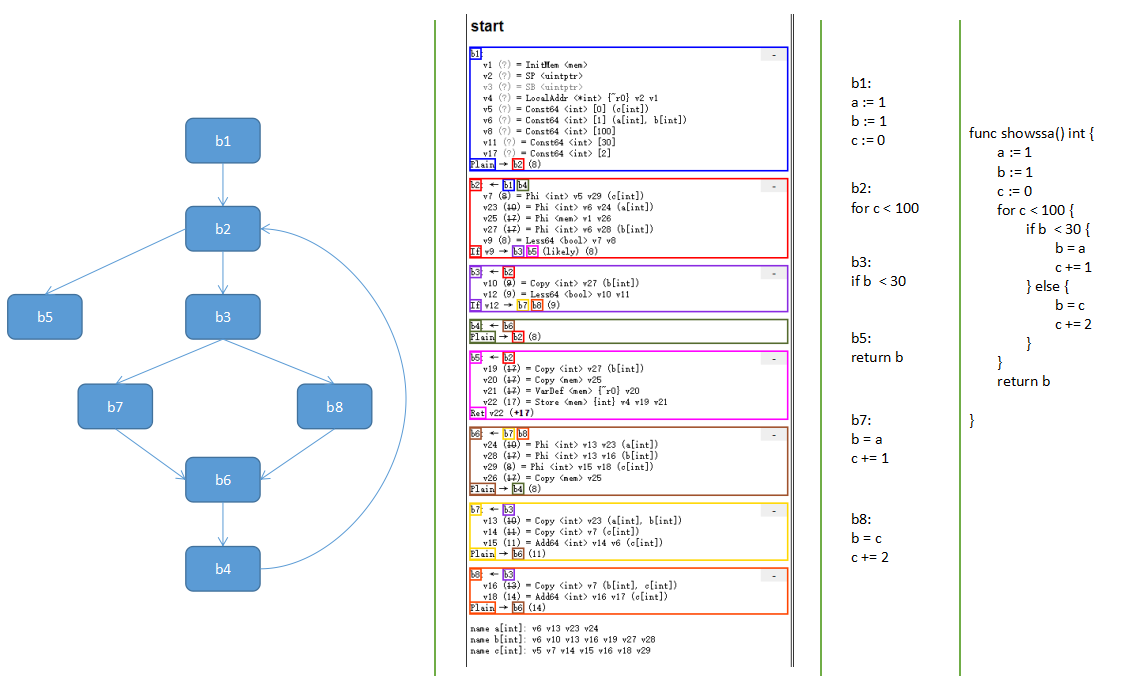 b1
b2
b5
b3
b7
b8
b6
b4
start
b1:
v1 (?) = InitMem <mem>
v2 (?) = SP <uintptr>
v3 (?) = SB <uintptr>
v4 (?) = LocalAddr <*int> {~r0} v2 v1
v5 (?) = Const64 <int> [0] (c[int])
v6 (?) = Const64 <int> [1] (a[int], b[int])
v8 (?) = Const64 <int> [100]
v11 (?) = Const64 <int> [30]
v17 (?) = Const64 <int> [2]
Plain → b2 (8)
b2: ← b1 b4
v7 (8) = Phi <int> v5 v29 (c[int])
v23 (10) = Phi <int> v6 v24 (a[int])
v25 (17) = Phi <mem> v1 v26
v27 (17) = Phi <int> v6 v28 (b[int])
v9 (8) = Less64 <bool> v7 v8
If v9 → b3 b5 (likely) (8)
b3: ← b2
v10 (9) = Copy <int> v27 (b[int])
v12 (9) = Less64 <bool> v10 v11
If v12 → b7 b8 (9)
b4: ← b6
Plain → b2 (8)
b5: ← b2
v19 (17) = Copy <int> v27 (b[int])
v20 (17) = Copy <mem> v25
v21 (17) = VarDef <mem> {~r0} v20
v22 (17) = Store <mem> {int} v4 v19 v21
Ret v22 (+17)
b6: ← b7 b8
v24 (10) = Phi <int> v13 v23 (a[int])
v28 (17) = Phi <int> v13 v16 (b[int])
v29 (8) = Phi <int> v15 v18 (c[int])
v26 (17) = Copy <mem> v25
Plain → b4 (8)
b7: ← b3
v13 (10) = Copy <int> v23 (a[int], b[int])
v14 (11) = Copy <int> v7 (c[int])
v15 (11) = Add64 <int> v14 v6 (c[int])
Plain → b6 (11)
b8: ← b3
v16 (13) = Copy <int> v7 (b[int], c[int])
v18 (14) = Add64 <int> v16 v17 (c[int])
Plain → b6 (14)
name a[int]: v6 v13 v23 v24
name b[int]: v6 v10 v13 v16 v19 v27 v28
name c[int]: v5 v7 v14 v15 v16 v18 v29
b1:
a := 1
b := 1
c := 0
b2:
for c < 100
b3:
if b < 30
b5:
return b
b7:
b = a
c += 1
b8:
b = c
c += 2
func showssa() int {
a := 1
b := 1
c := 0
for c < 100 {
if b < 30 {
b = a
c += 1
} else {
b = c
c += 2
}
}
return b
}